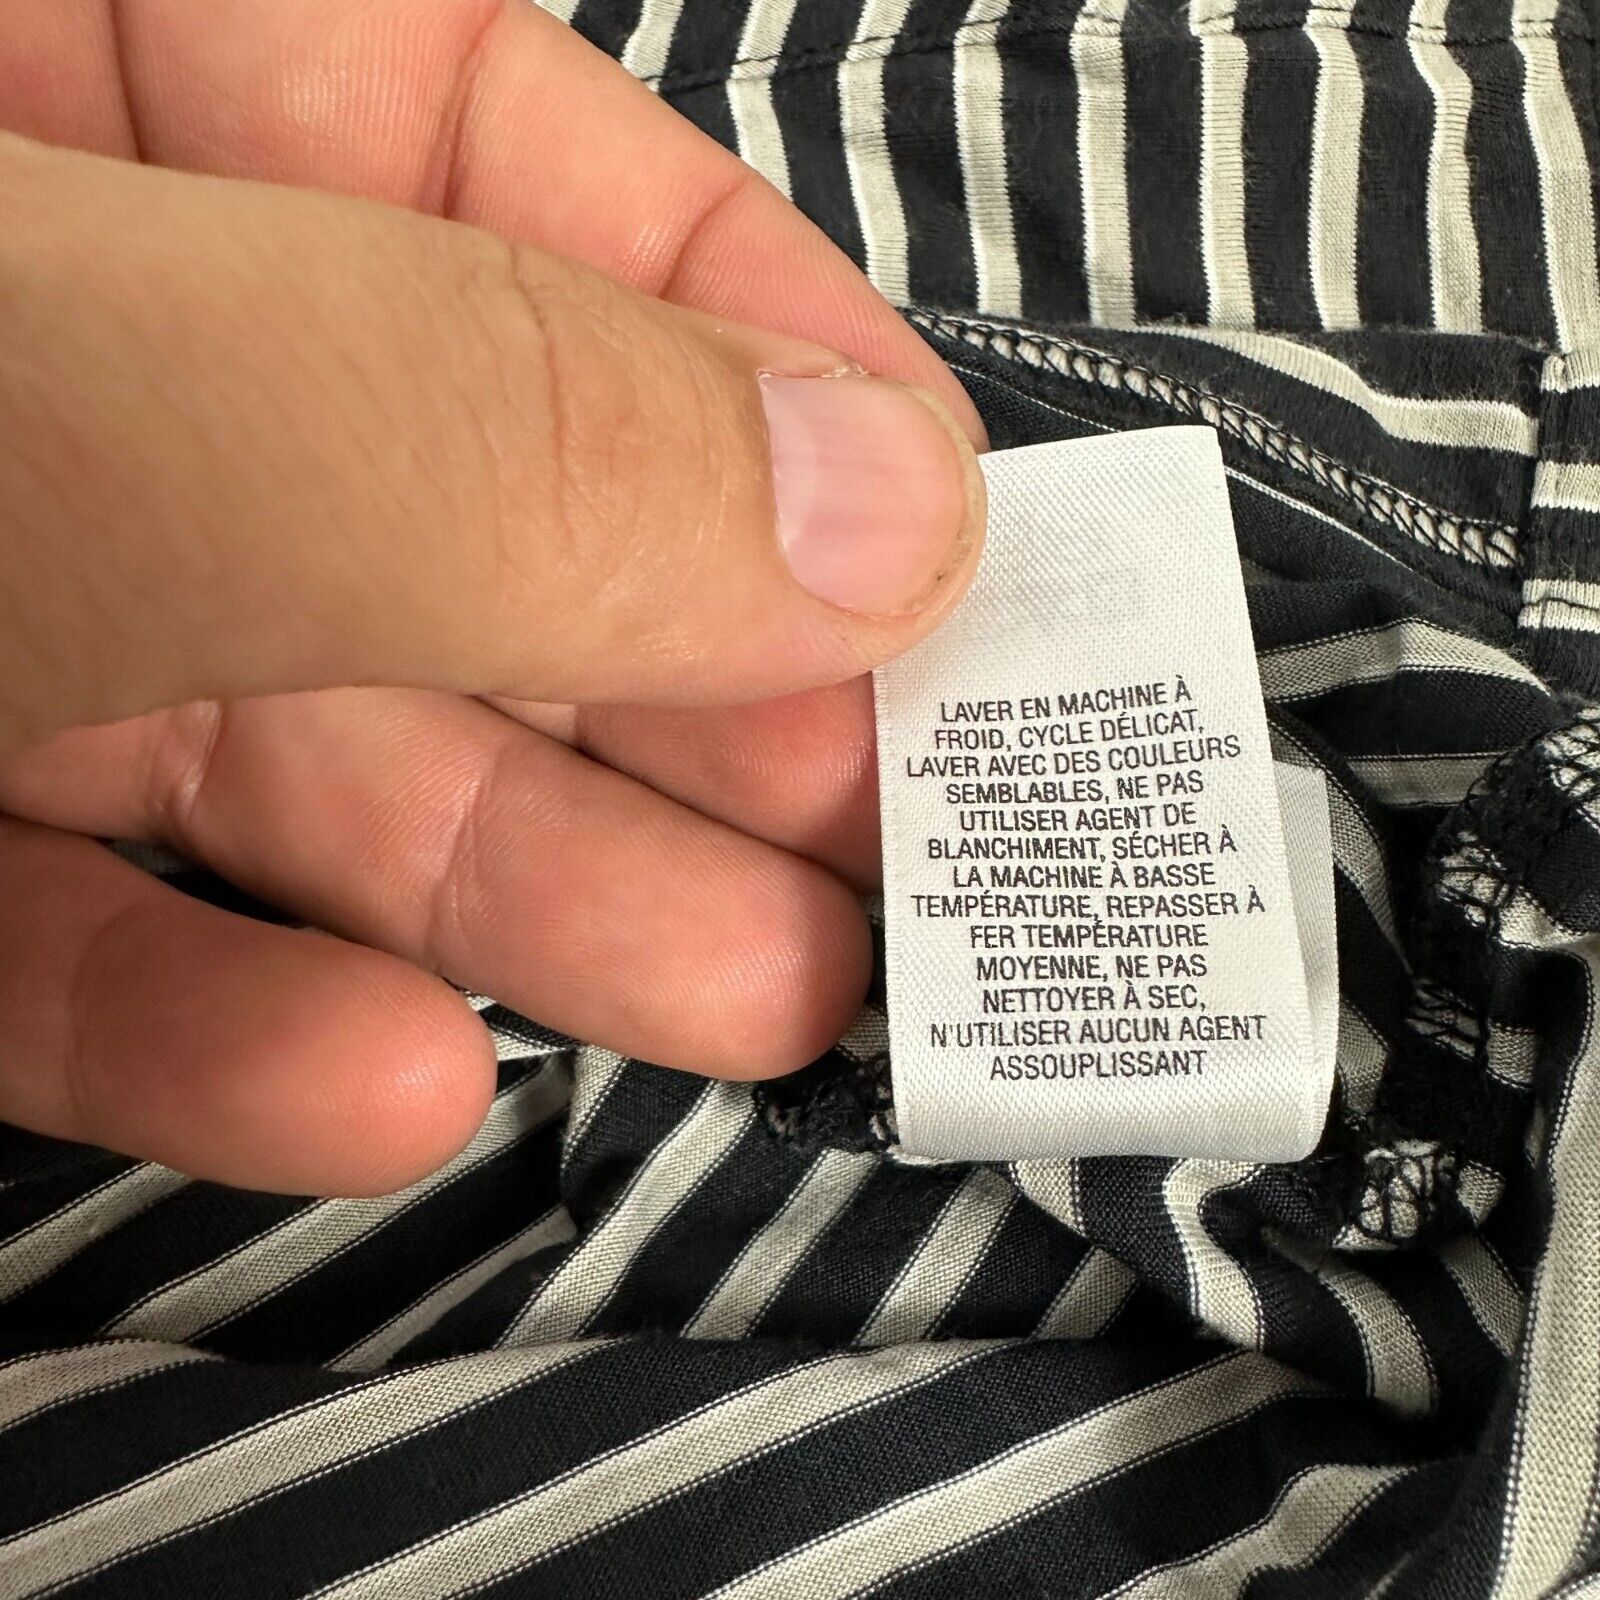 LAVER EN MACHINE À
FROID, CYCLE DÉLICAT,
LAVER AVEC DES COULEURS
SEMBLABLES, NE PAS
UTILISER AGENT DE
BLANCHIMENT, SÉCHER À
LA MACHINE À BASSE
TEMPÉRATURE, REPASSER À
FER TEMPÉRATURE
MOYENNE, NE PAS
NETTOYER À SEC,
N'UTILISER AUCUN AGENT
ASSOUPLISSANT